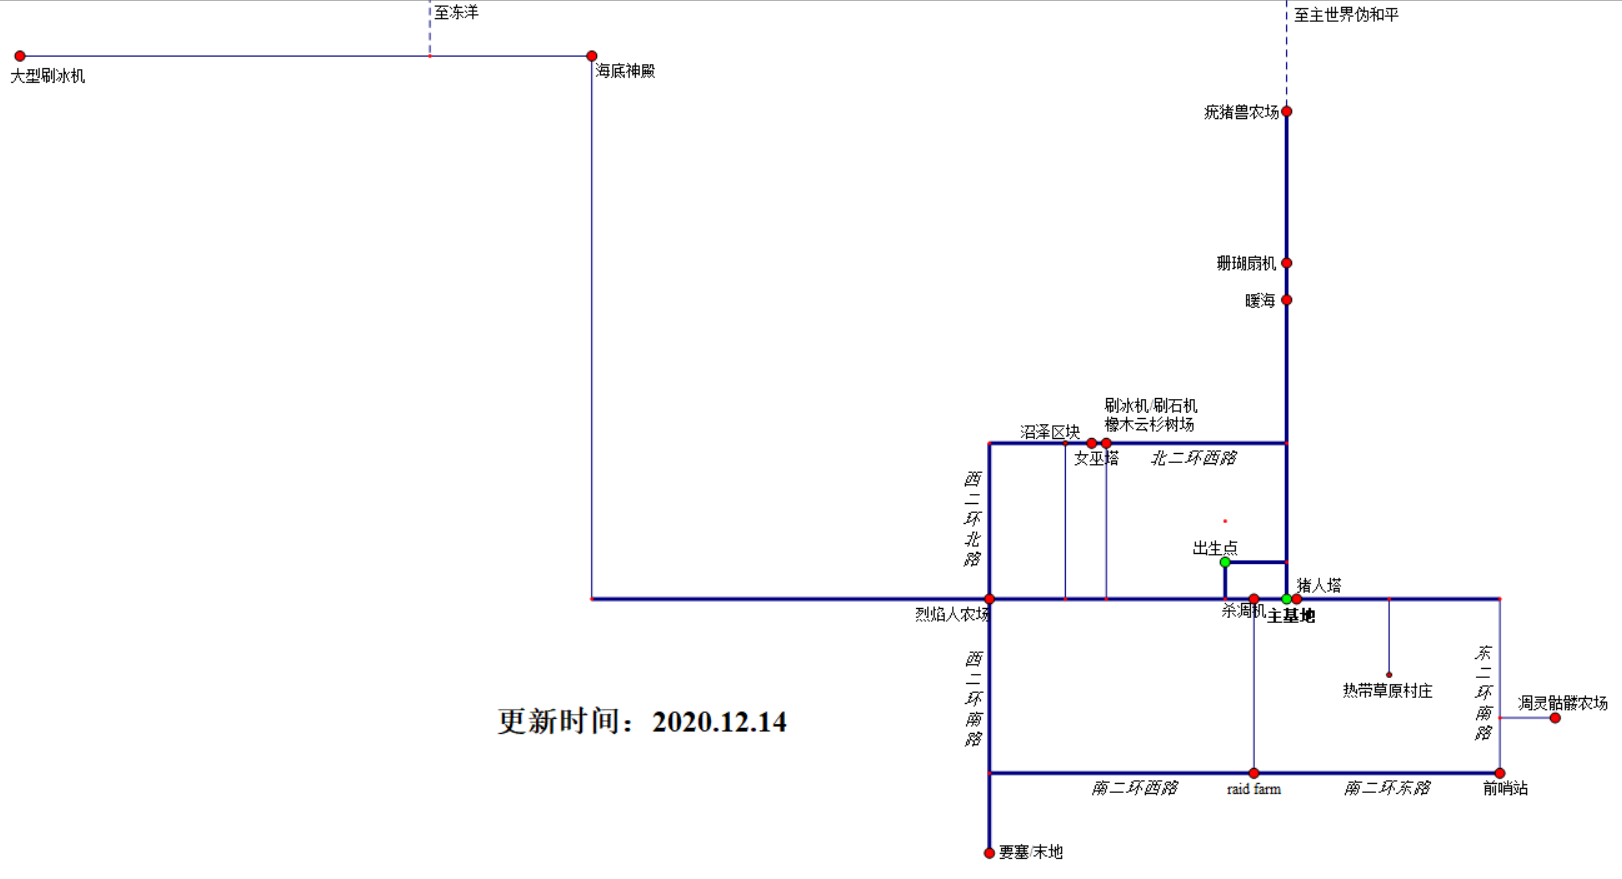 至冻洋
至主世界伪和平
大型刷冰机
海底神殿
疣猪兽农场
珊瑚扇机
暖海
刷冰机/刷石机
橡木云杉树场
沼泽区块
女巫塔
北二环西路
西二环北路
出生点
猪人塔
烈焰人农场
杀凋机
主基地
西二环南路
东二环南路
热带草原村庄
凋灵骷髅农场
更新时间：2020.12.14
南二环西路
raid farm
南二环东路
前哨站
要塞/末地